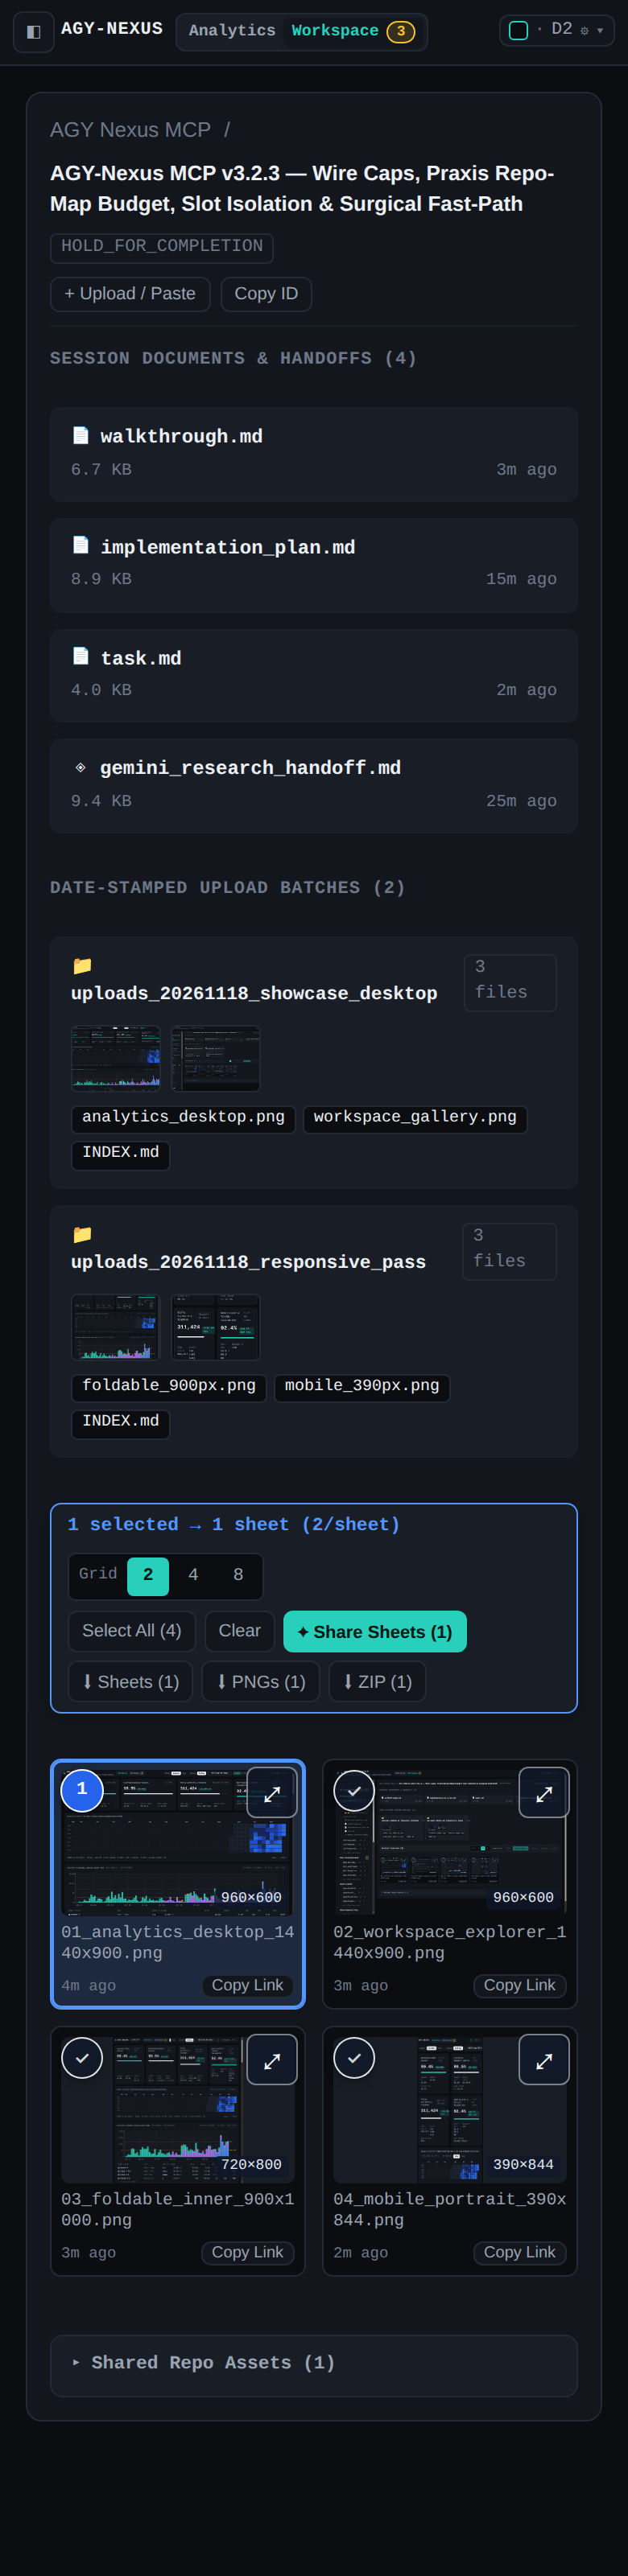 AGY-NEXUS Analytics Workspace 3 · D2
AGY Nexus MCP /
AGY-Nexus MCP v3.2.3 — Wire Caps, Praxis Repo-
Map Budget, Slot Isolation & Surgical Fast-Path
HOLD_FOR_COMPLETION
+ Upload / Paste Copy ID
SESSION DOCUMENTS & HANDOFFS (4)
walkthrough.md
6.7 KB 3m ago
implementation_plan.md
8.9 KB 15m ago
task.md
4.0 KB 2m ago
gemini_research_handoff.md
9.4 KB 25m ago
DATE-STAMPED UPLOAD BATCHES (2)
uploads_20261118_showcase_desktop
3
files
analytics_desktop.png workspace_gallery.png
INDEX.md
uploads_20261118_responsive_pass
3
files
311,424 92.4%
foldable_900px.png mobile_390px.png
INDEX.md
1 selected → 1 sheet (2/sheet)
Grid 2 4 8
Select All (4) Clear ✦ Share Sheets (1)
⬇ Sheets (1) ⬇ PNGs (1) ⬇ ZIP (1)
1
960×600
01_analytics_desktop_14
40x900.png
4m ago Copy Link
960×600
02_workspace_explorer_1
440x900.png
3m ago Copy Link
720×800
03_foldable_inner_900x1
000.png
3m ago Copy Link
390×844
04_mobile_portrait_390x
844.png
2m ago Copy Link
▸ Shared Repo Assets (1)